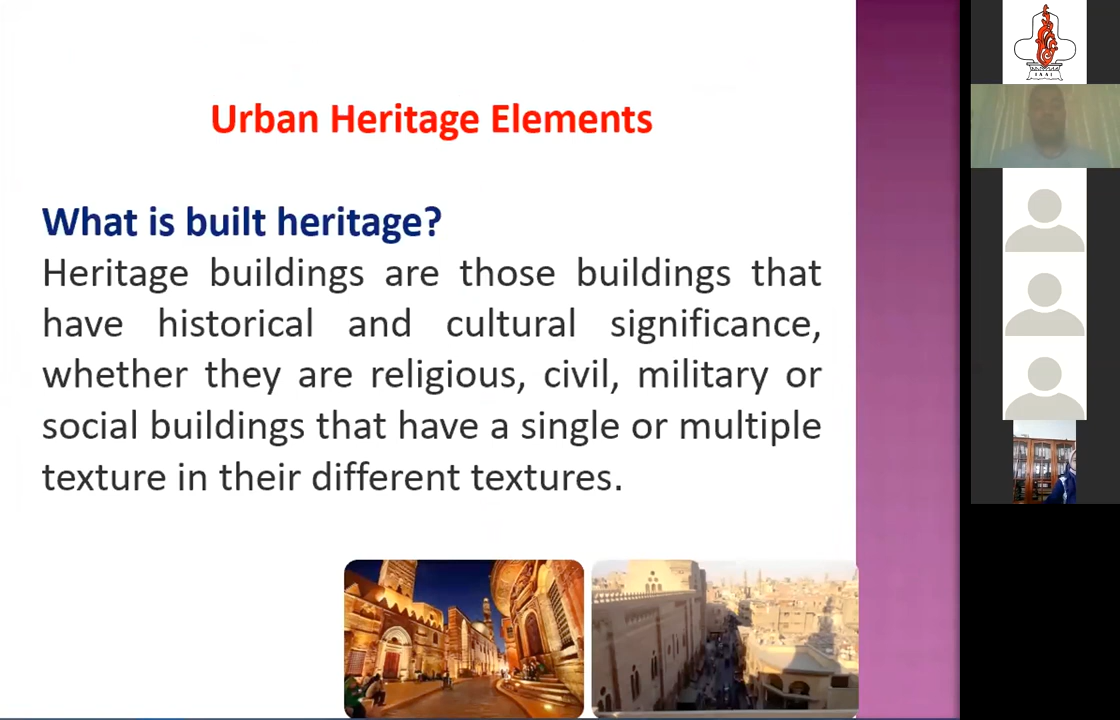 Urban Heritage Elements
What is built heritage?
Heritage buildings are those buildings that
have historical and cultural significance,
whether they are religious, civil, military or
social buildings that have a single or multiple
texture in their different textures.
I A A I